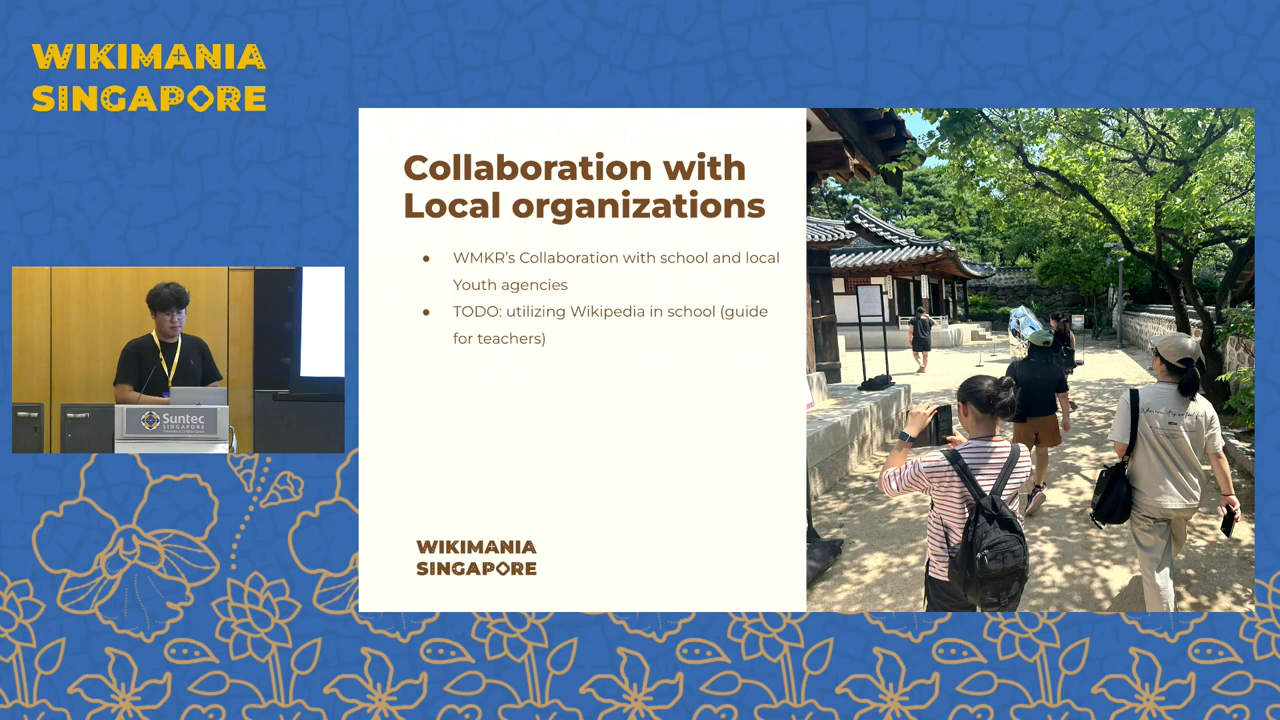 WIKIMANIA
SINGAPORE
Collaboration with
Local organizations
● WMKR’s Collaboration with school and local
Youth agencies
● TODO: utilizing Wikipedia in school (guide
for teachers)
WIKIMANIA
SINGAPORE
Suntec
SINGAPORE